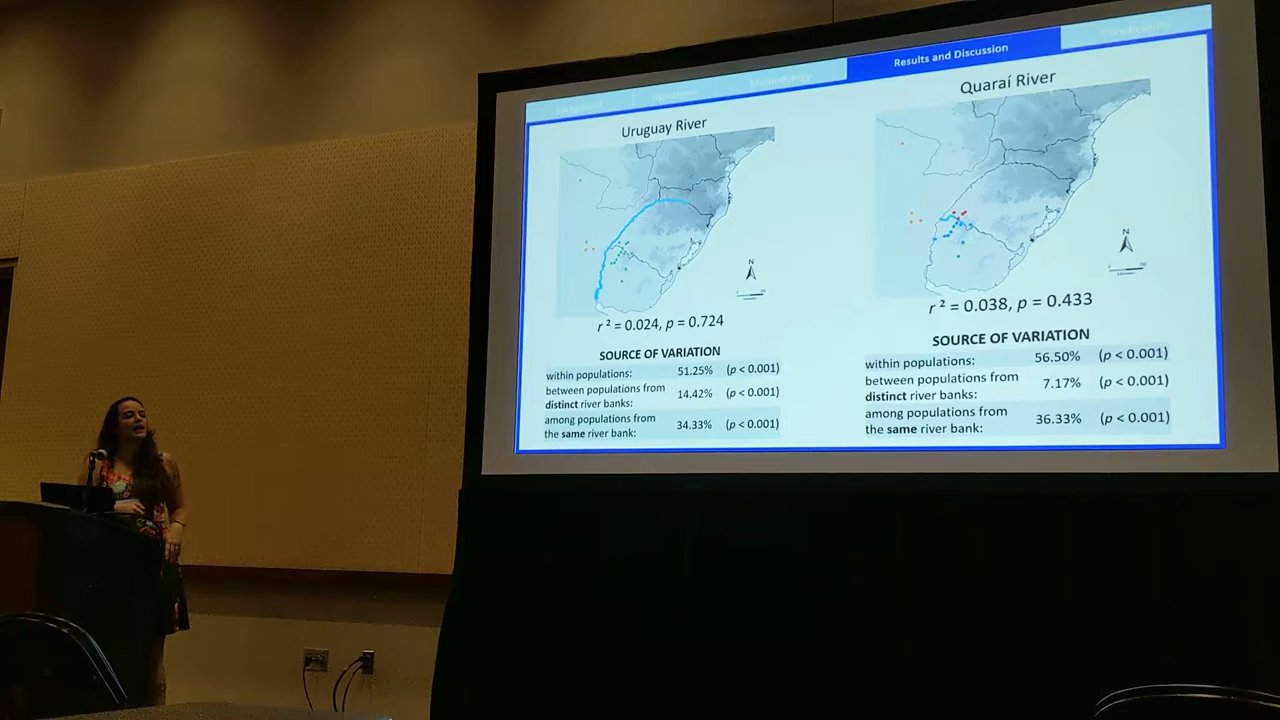 Background
Hypothesis
Methodology
Results and Discussion
Conclusions
Uruguay River
N
r² = 0.024, p = 0.724
SOURCE OF VARIATION
within populations: 51.25% (p < 0.001)
between populations from
distinct river banks: 14.42% (p < 0.001)
among populations from
the same river bank: 34.33% (p < 0.001)
Quaraí River
N
r² = 0.038, p = 0.433
SOURCE OF VARIATION
within populations: 56.50% (p < 0.001)
between populations from
distinct river banks: 7.17% (p < 0.001)
among populations from
the same river bank: 36.33% (p < 0.001)